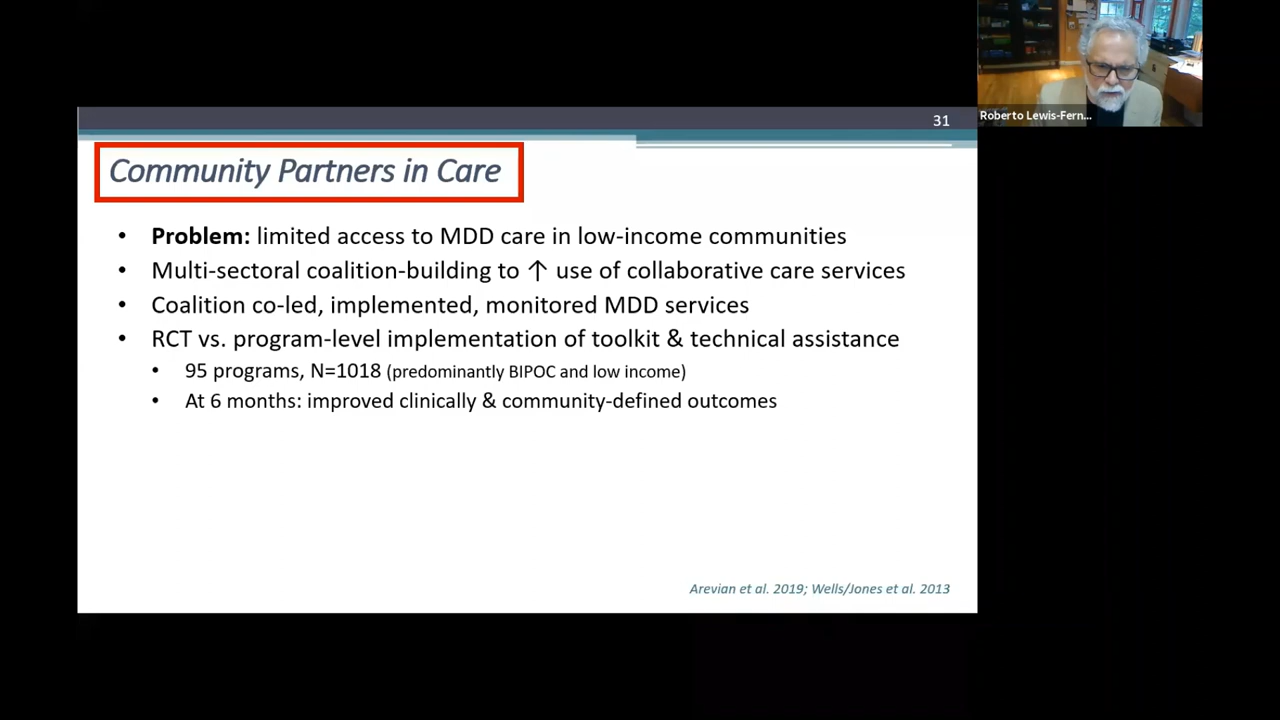 31
Roberto Lewis-Fern...
Community Partners in Care
• Problem: limited access to MDD care in low-income communities
• Multi-sectoral coalition-building to ↑ use of collaborative care services
• Coalition co-led, implemented, monitored MDD services
• RCT vs. program-level implementation of toolkit & technical assistance
• 95 programs, N=1018 (predominantly BIPOC and low income)
• At 6 months: improved clinically & community-defined outcomes
Arevian et al. 2019; Wells/Jones et al. 2013